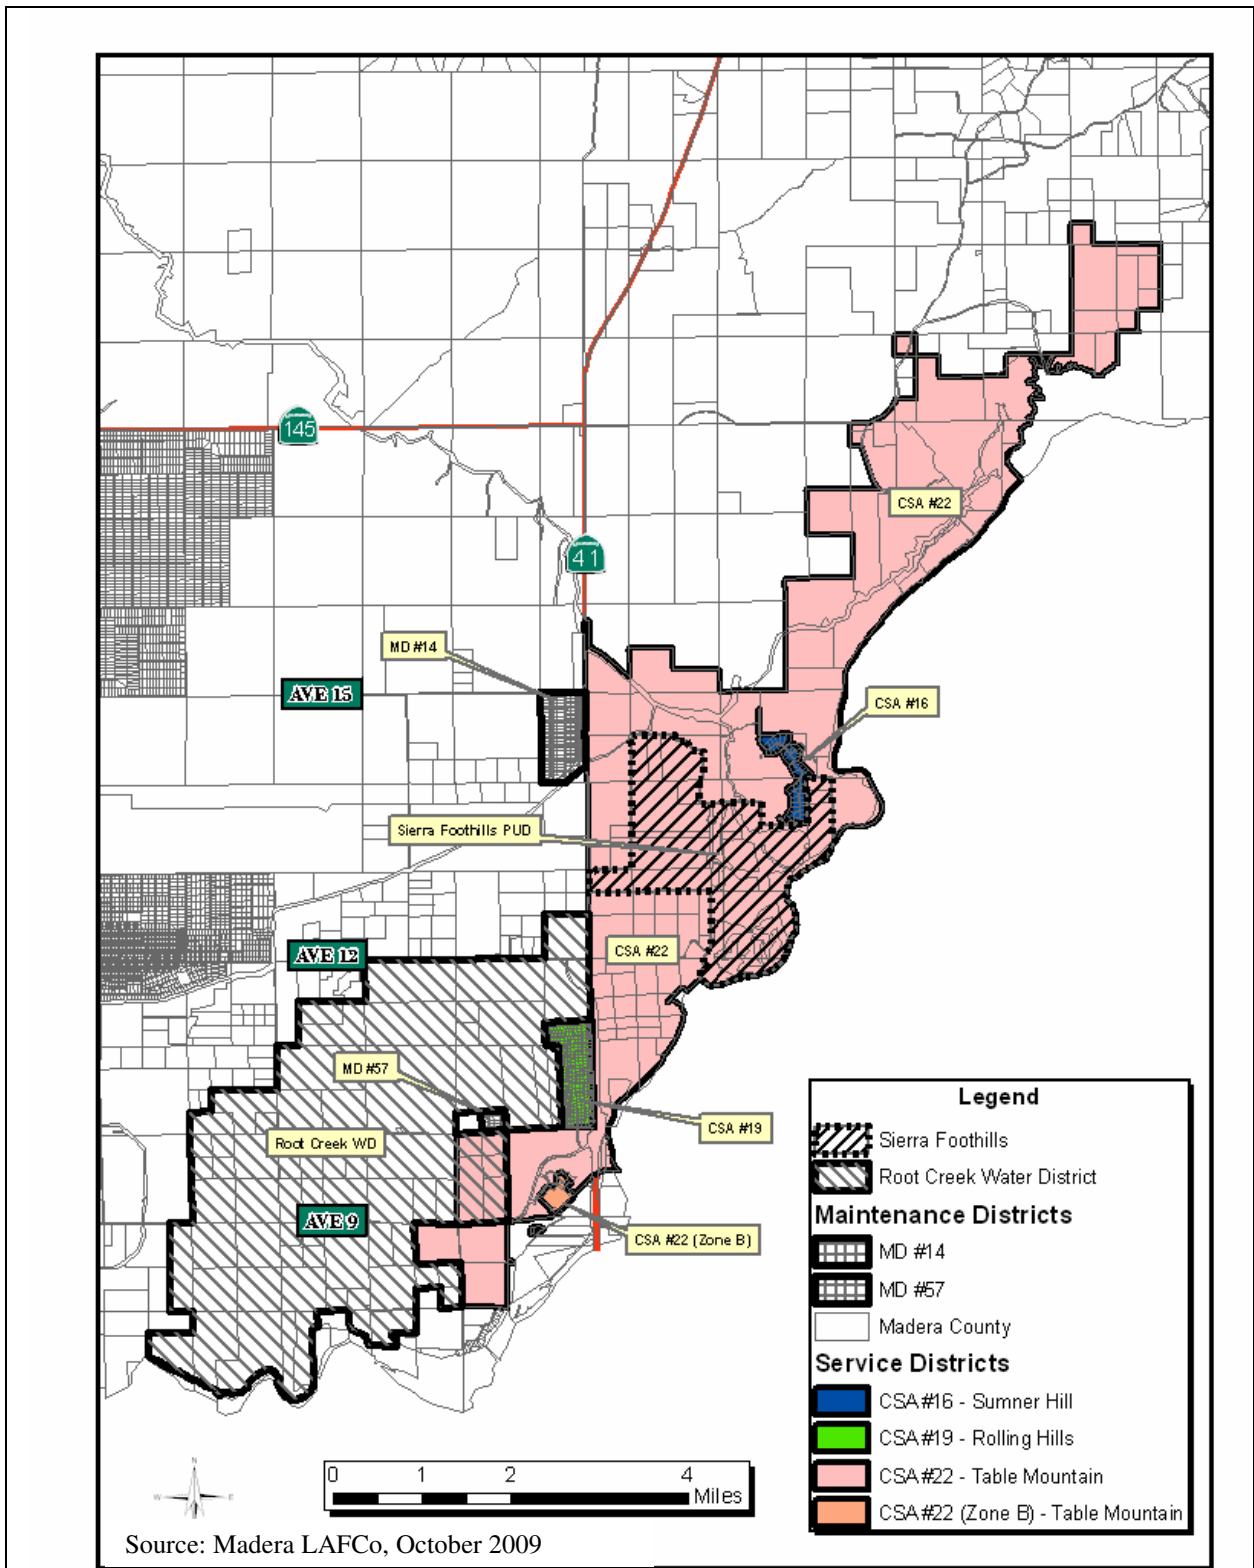 145
CSA #22
41
MD #14
AVE 15
CSA #16
Sierra Foothills PUD
AVE 12
CSA #22
MD #57
CSA #19
Root Creek WD
AVE 9
CSA #22 (Zone B)
Legend
Sierra Foothills
Root Creek Water District
Maintenance Districts
MD #14
MD #57
Madera County
Service Districts
CSA#16 - Sumner Hill
CSA#19 - Rolling Hills
CSA#22 - Table Mountain
CSA#22 (Zone B) - Table Mountain
N
W
E
S
0 1 2 4
Miles
Source: Madera LAFCo, October 2009